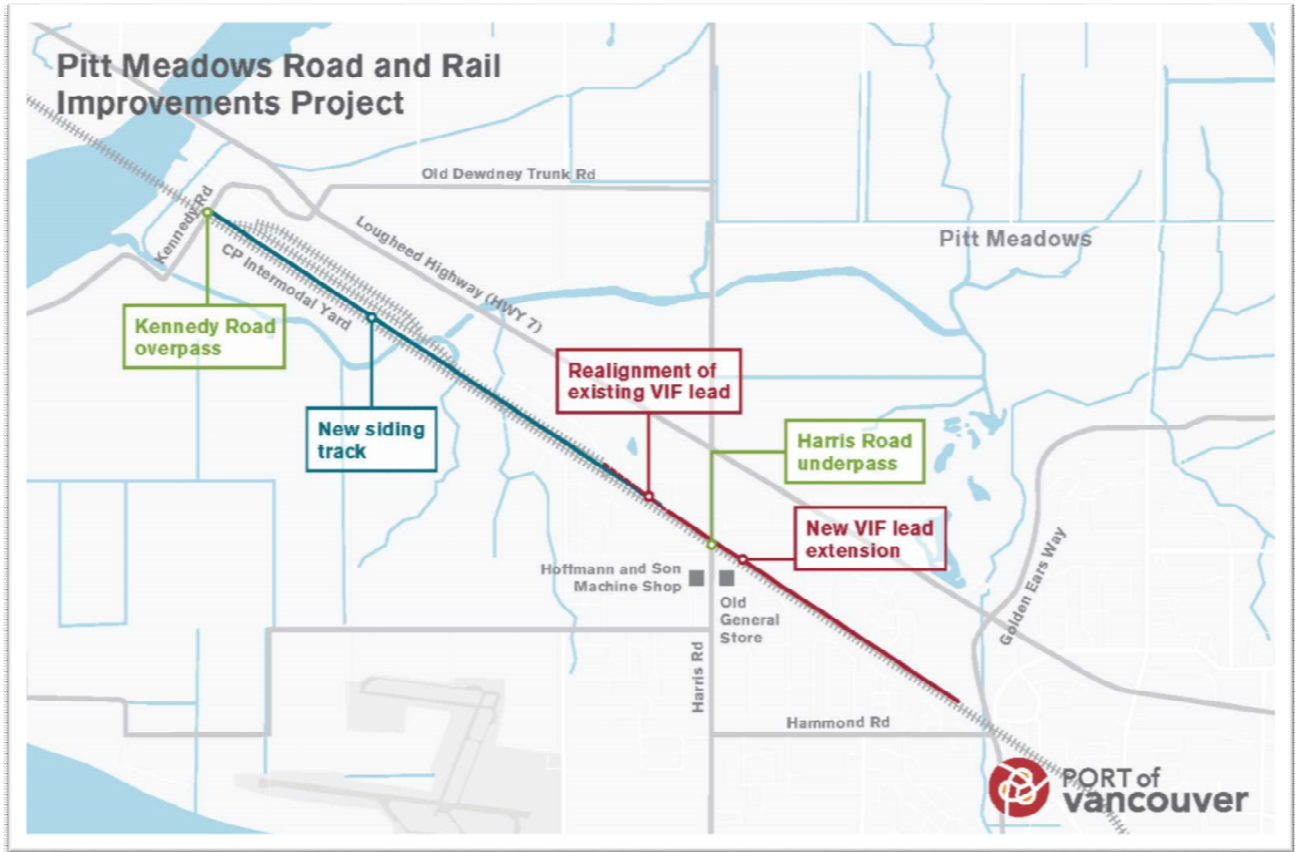 Pitt Meadows Road and Rail
Improvements Project
Old Dewdney Trunk Rd
Kennedy Rd
Lougheed Highway (HWY 7)
Pitt Meadows
CP Intermodal Yard
Kennedy Road
overpass
Realignment of
existing VIF lead
New siding
track
Harris Road
underpass
New VIF lead
extension
Hoffmann and Son
Machine Shop
Old
General
Store
Golden Ears Way
Harris Rd
Hammond Rd
PORT of
vancouver